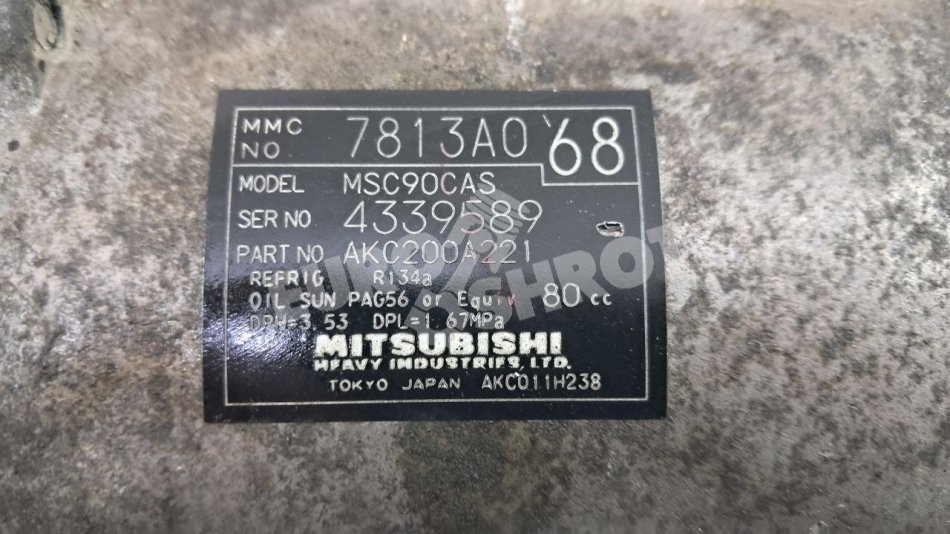 MMC NO 7813A0 '68
MODEL MSC90CAS
SER NO 4339589
PART NO AKC200A221
REFRIG R134a
OIL SUN PAG56 or Equiv 80 cc
DPH=3.53 DPL=1.67MPa
MITSUBISHI
HEAVY INDUSTRIES, LTD.
TOKYO JAPAN AKC011H238